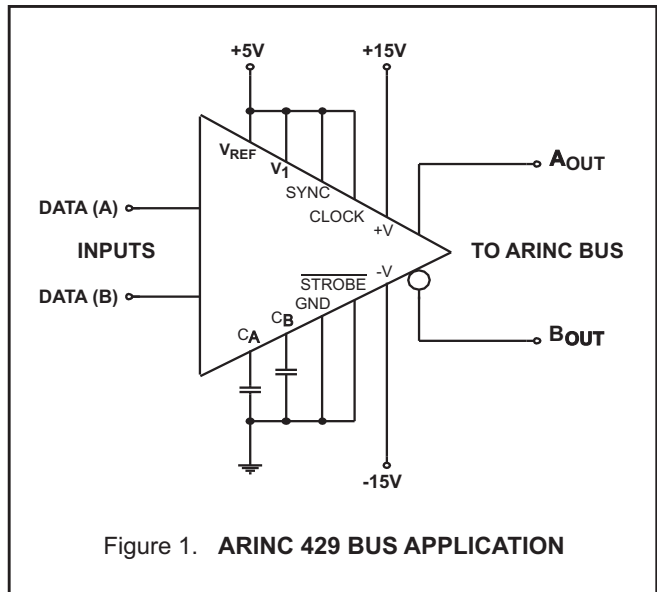 +5V
+15V
VREF
V1
SYNC
CLOCK
+V
AOUT
DATA (A)
INPUTS
TO ARINC BUS
DATA (B)
STROBE
-V
GND
CB
CA
BOUT
-15V
Figure 1. ARINC 429 BUS APPLICATION